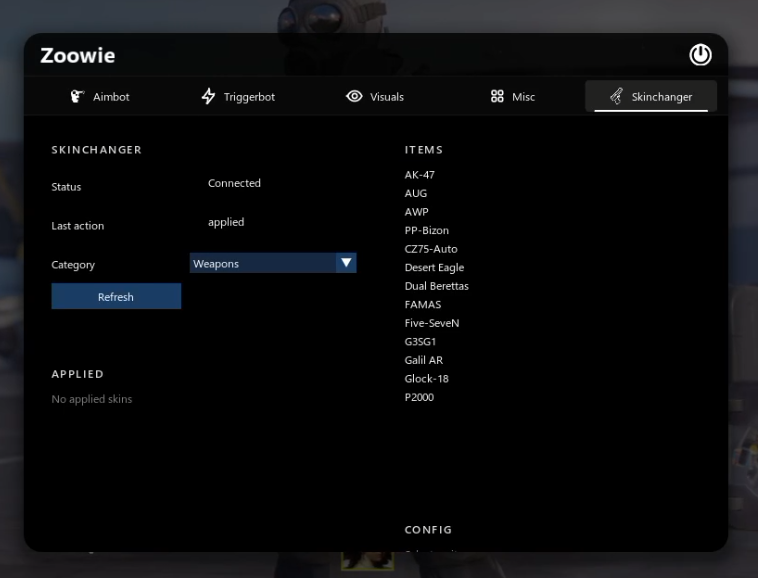 Zoowie
Aimbot
Triggerbot
Visuals
Misc
Skinchanger
SKINCHANGER
Status
Connected
Last action
applied
Category
Weapons
Refresh
APPLIED
No applied skins
ITEMS
AK-47
AUG
AWP
PP-Bizon
CZ75-Auto
Desert Eagle
Dual Berettas
FAMAS
Five-SeveN
G3SG1
Galil AR
Glock-18
P2000
CONFIG